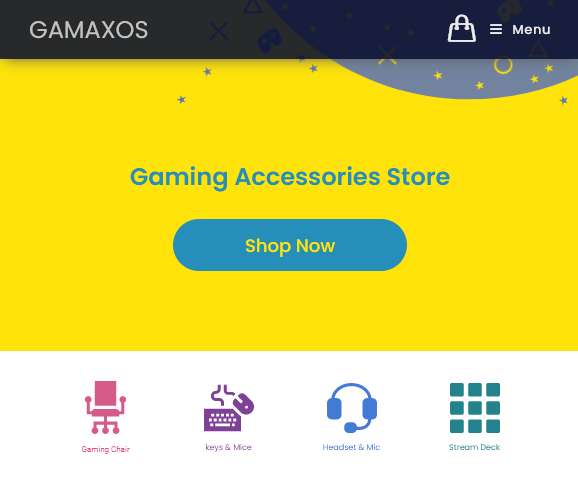 GAMAXOS
Menu
Gaming Accessories Store
Shop Now
Gaming Chair
keys & Mice
Headset & Mic
Stream Deck